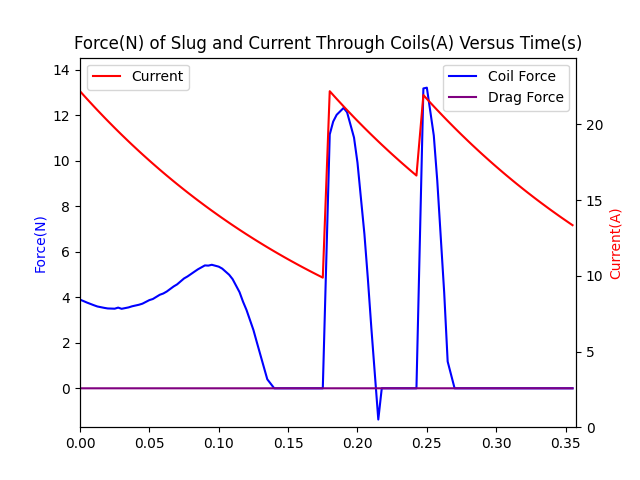 Force(N) of Slug and Current Through Coils(A) Versus Time(s)
Current
Coil Force
Drag Force
Force(N)
14
12
10
8
6
4
2
0
20
15
10
5
0
Current(A)
0.00 0.05 0.10 0.15 0.20 0.25 0.30 0.35